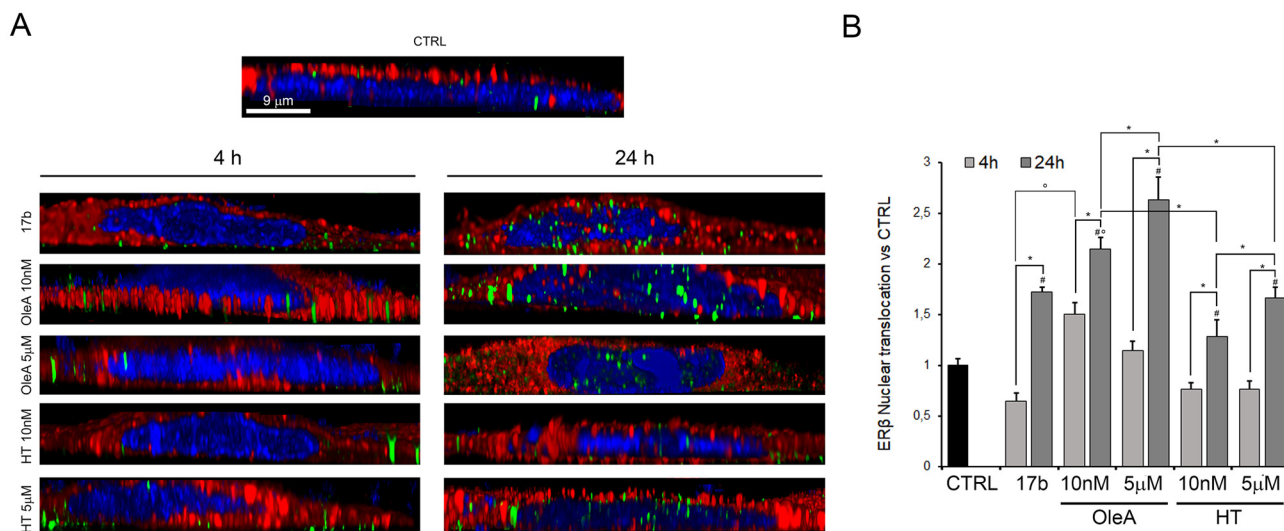 A
CTRL
9 μm
4 h
24 h
17b
OleA 10nM
OleA 5μM
HT 10nM
HT 5μM
B
ERβ Nuclear translocation vs CTRL
4h
24h
3
2,5
2
1,5
1
0,5
0
*
*
°
*
*
#
*
#
#°
*
*
*
#
*
*
#
CTRL
17b
10nM
5μM
10nM
5μM
OleA
HT